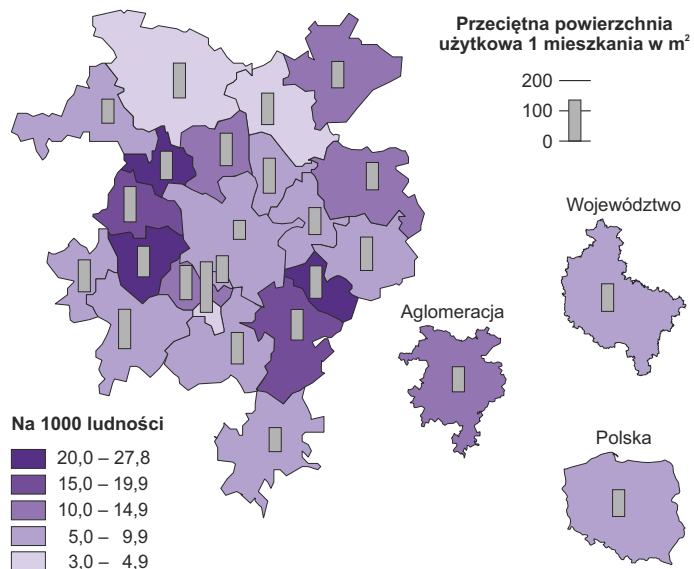 Przeciętna powierzchnia
użytkowa 1 mieszkania w m²
200
100
0
Województwo
Aglomeracja
Polska
Na 1000 ludności
20,0 – 27,8
15,0 – 19,9
10,0 – 14,9
5,0 – 9,9
3,0 – 4,9